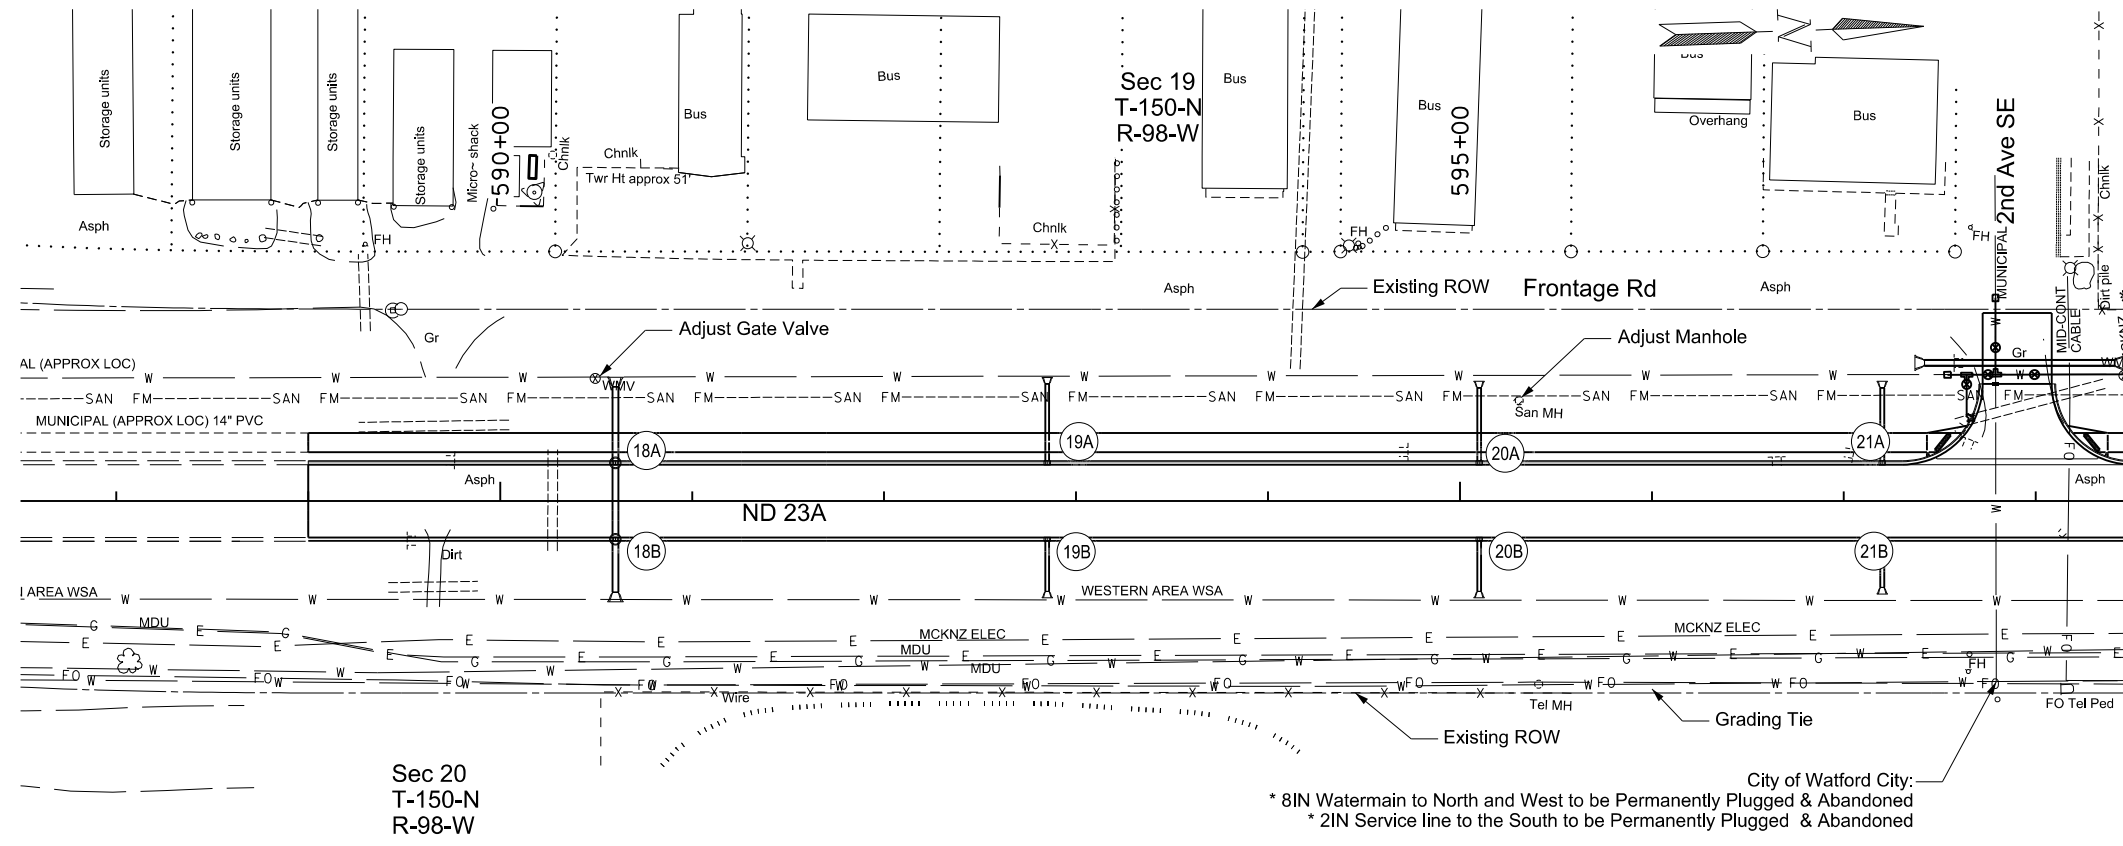 Storage units
Storage units
Storage units
Storage units
Micro~ shack
590+00
Chnlk
Chnlk
Twr Ht approx 51'
Bus
Bus
Sec 19
T-150-N
R-98-W
Bus
Bus
595+00
N
Bus
Overhang
Bus
MUNICIPAL
2nd Ave SE
Chnlk
Asph
FH
Chnlk
X
FH
FH
Dirt pile
Asph
Existing ROW
Frontage Rd
Asph
MID-CONT
CABLE
Gr
Adjust Gate Valve
Adjust Manhole
Gr
AL (APPROX LOC)
W W W W W W W W W W
WMV
SAN FM SAN FM SAN FM SAN FM SAN FM SAN FM SAN FM SAN FM
San MH
MUNICIPAL (APPROX LOC) 14" PVC
18A
19A
20A
21A
FO
Asph
Asph
ND 23A
W
18B
19B
20B
21B
Dirt
AREA WSA
WESTERN AREA WSA
W W W W W W W W W W W
MDU
MCKNZ ELEC
MCKNZ ELEC
MDU
MDU
FH
FO
Wire
Tel MH
FO Tel Ped
Grading Tie
Existing ROW
Sec 20
T-150-N
R-98-W
City of Watford City:
* 8IN Watermain to North and West to be Permanently Plugged & Abandoned
* 2IN Service line to the South to be Permanently Plugged & Abandoned